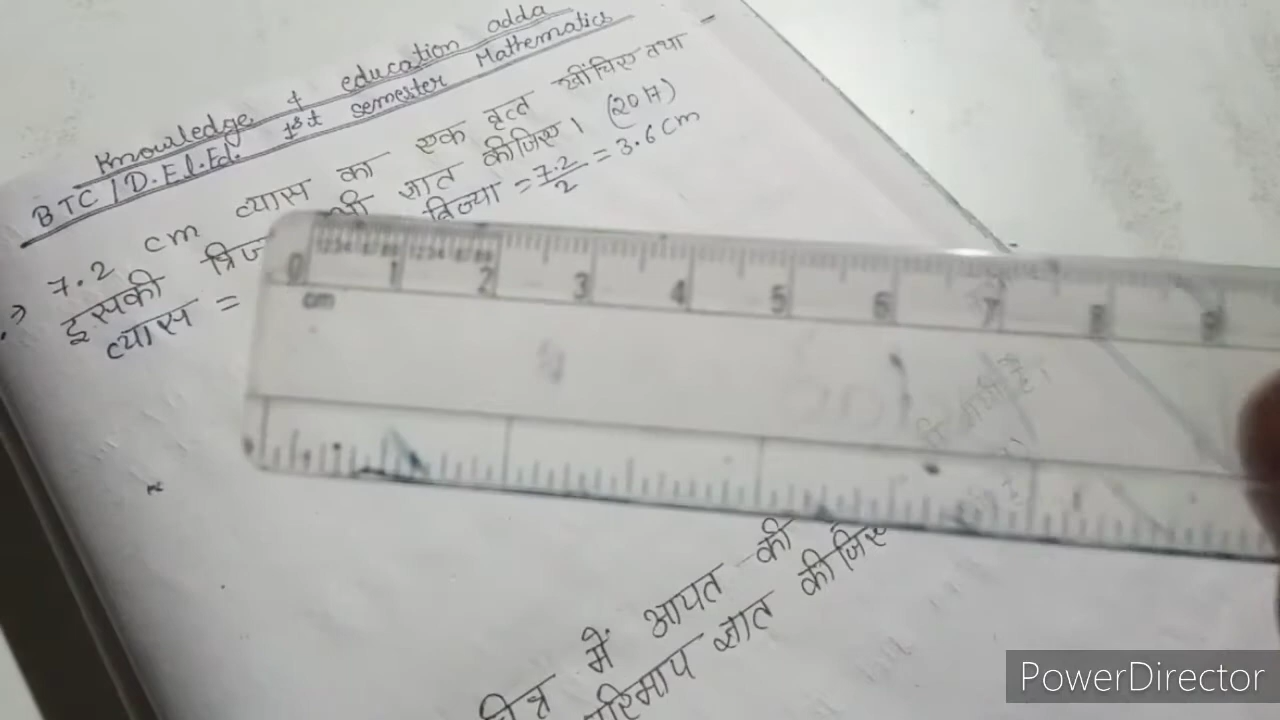 Knowledge & education adda
BTC / D.El.Ed. 1st semester Mathematics
7.2 cm व्यास का एक वृत्त खींचिए तथा
इसकी भी ज्ञात कीजिए। (2017)
व्यास = त्रिज्या = 7.2/2 = 3.6 cm
0 1 2 3 4 5 6 7 8 9
cm
में आयत की
परिमाप ज्ञात कीजिए
PowerDirector